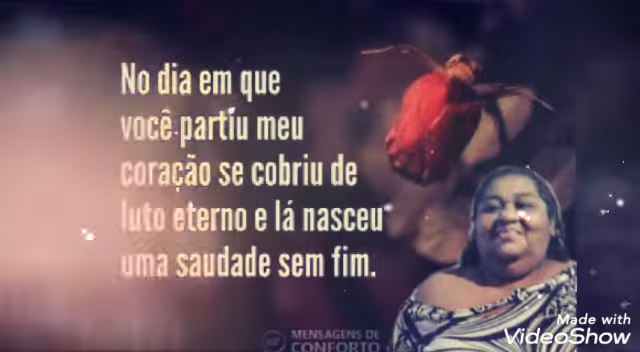 No dia em que
você partiu meu
coração se cobriu de
luto eterno e lá nasceu
uma saudade sem fim.
MENSAGENS DE
CONFORTO
Made with
VideoShow